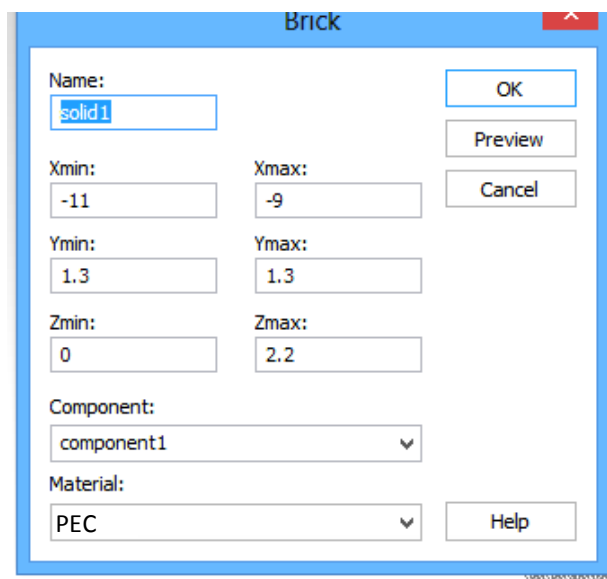 Brick
Name:
OK
solid1
Preview
Xmin:
Xmax:
Cancel
-11
-9
Ymin:
Ymax:
1.3
1.3
Zmin:
Zmax:
0
2.2
Component:
component1
Material:
PEC
Help